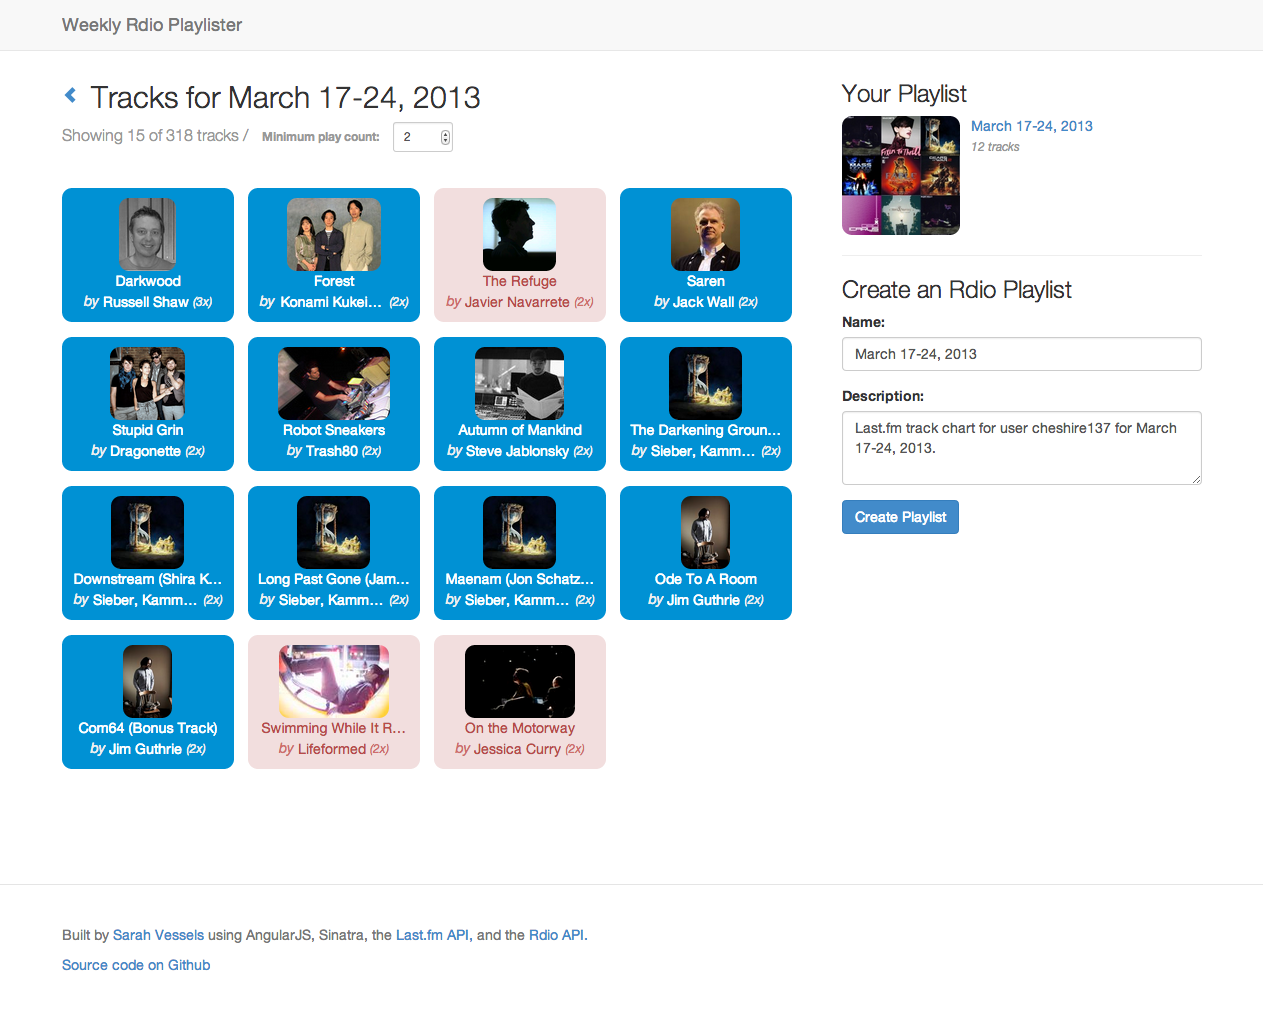 Weekly Rdio Playlister
Tracks for March 17-24, 2013
Showing 15 of 318 tracks / Minimum play count: 2
Darkwood
by Russell Shaw (3x)
Forest
by Konami Kukei... (2x)
The Refuge
by Javier Navarrete (2x)
Saren
by Jack Wall (2x)
Stupid Grin
by Dragonette (2x)
Robot Sneakers
by Trash80 (2x)
Autumn of Mankind
by Steve Jablonsky (2x)
The Darkening Groun...
by Sieber, Kamm... (2x)
Downstream (Shira K...
by Sieber, Kamm... (2x)
Long Past Gone (Jam...
by Sieber, Kamm... (2x)
Maenam (Jon Schatz...
by Sieber, Kamm... (2x)
Ode To A Room
by Jim Guthrie (2x)
Com64 (Bonus Track)
by Jim Guthrie (2x)
Swimming While It R...
by Lifeformed (2x)
On the Motorway
by Jessica Curry (2x)
Your Playlist
March 17-24, 2013
12 tracks
Create an Rdio Playlist
Name:
March 17-24, 2013
Description:
Last.fm track chart for user cheshire137 for March
17-24, 2013.
Create Playlist
Built by Sarah Vessels using AngularJS, Sinatra, the Last.fm API, and the Rdio API.
Source code on Github